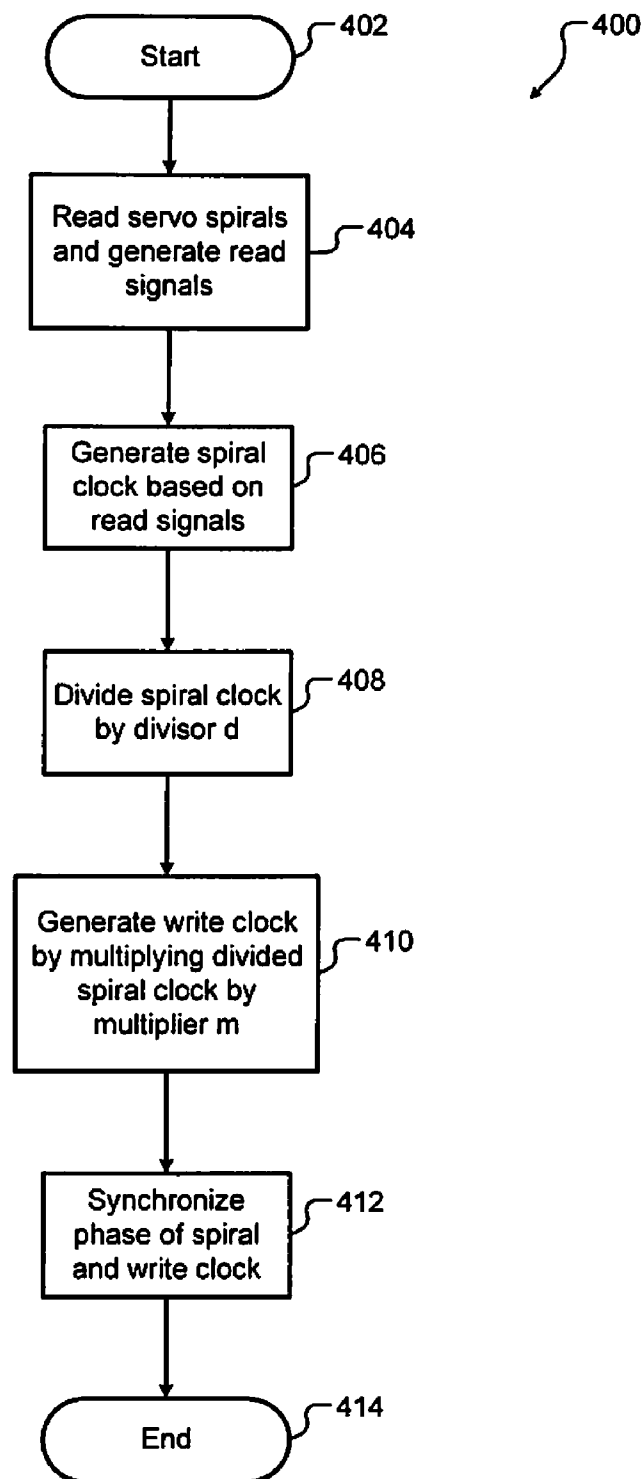 402
400
Start
Read servo spirals
and generate read
signals
404
Generate spiral
clock based on
read signals
406
Divide spiral clock
by divisor d
408
Generate write clock
by multiplying divided
spiral clock by
multiplier m
410
Synchronize
phase of spiral
and write clock
412
End
414